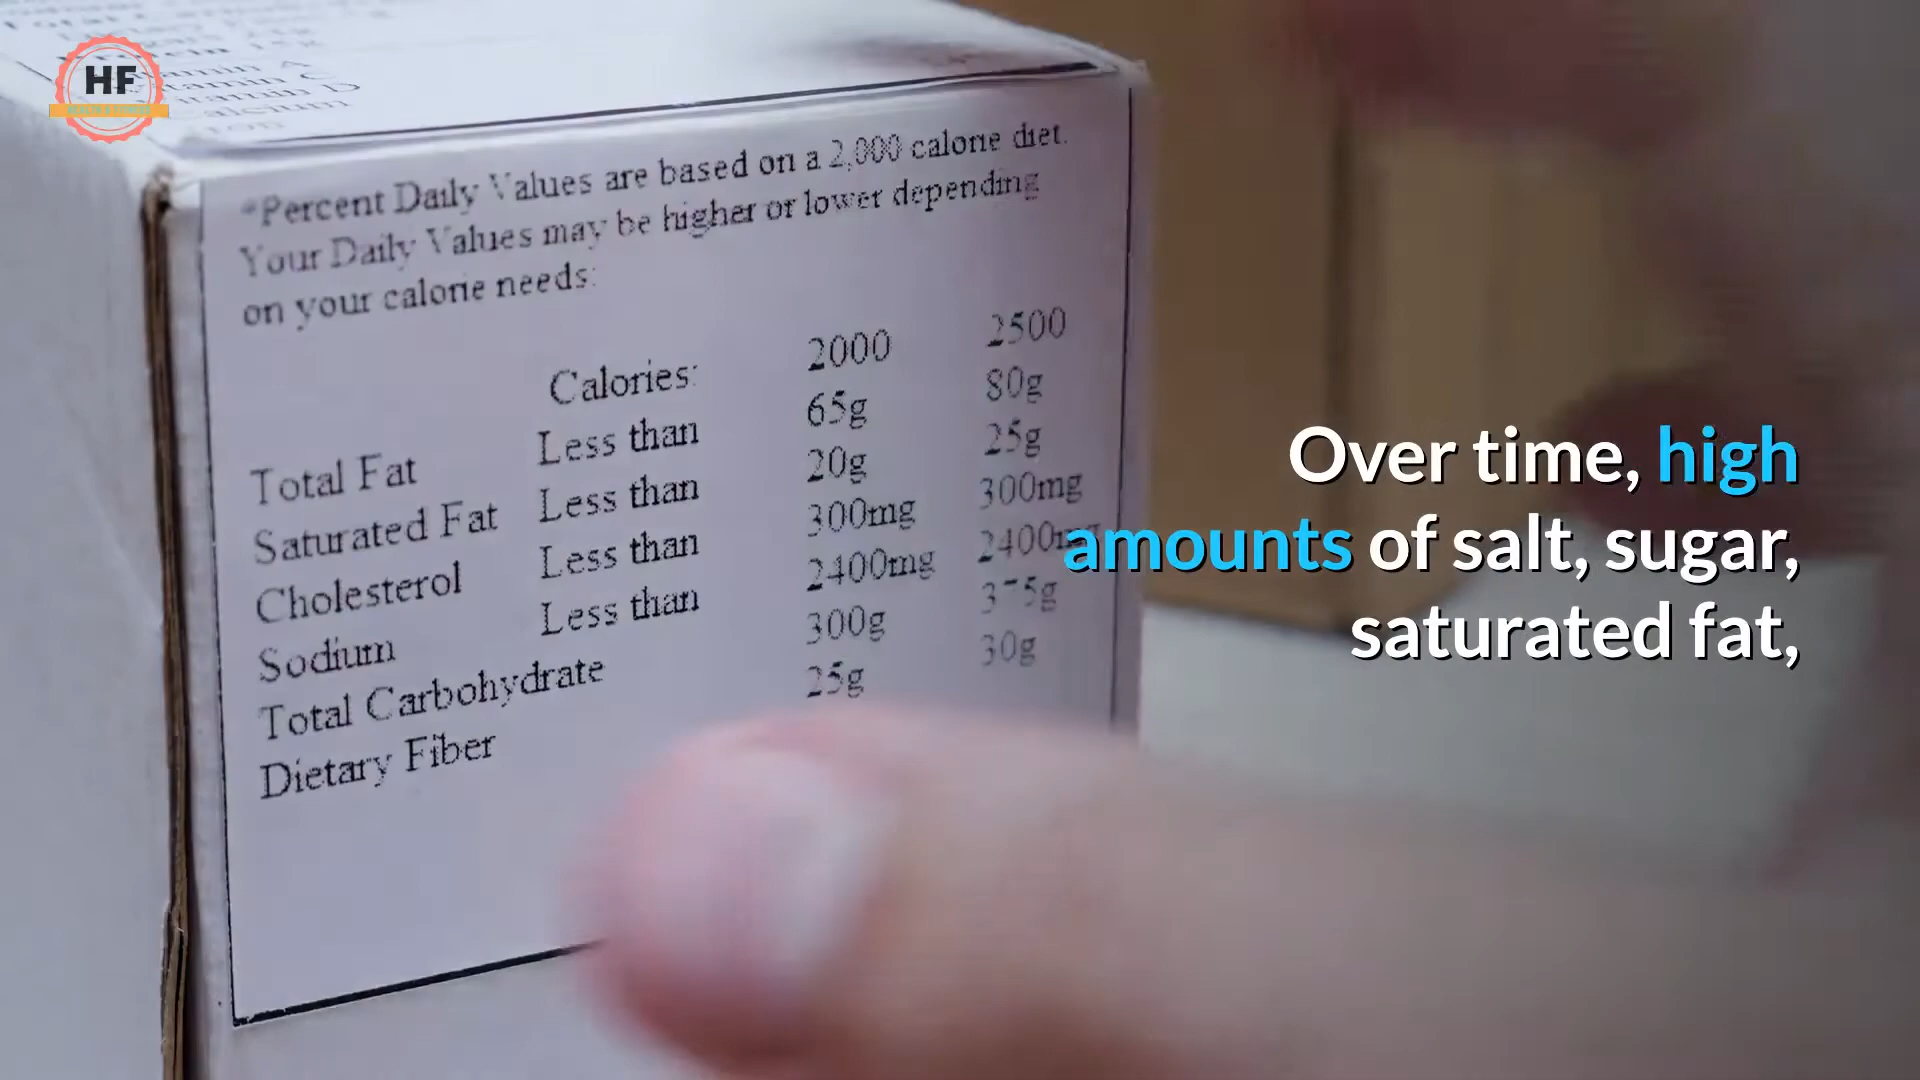 HF
*Percent Daily Values are based on a 2,000 calorie diet.
Your Daily Values may be higher or lower depending
on your calorie needs:
Calories: 2000 2500
Total Fat Less than 65g 80g
Saturated Fat Less than 20g 25g
Cholesterol Less than 300mg 300mg
Sodium Less than 2400mg 2400mg
Total Carbohydrate 300g 375g
Dietary Fiber 25g 30g
Over time, high
amounts of salt, sugar,
saturated fat,